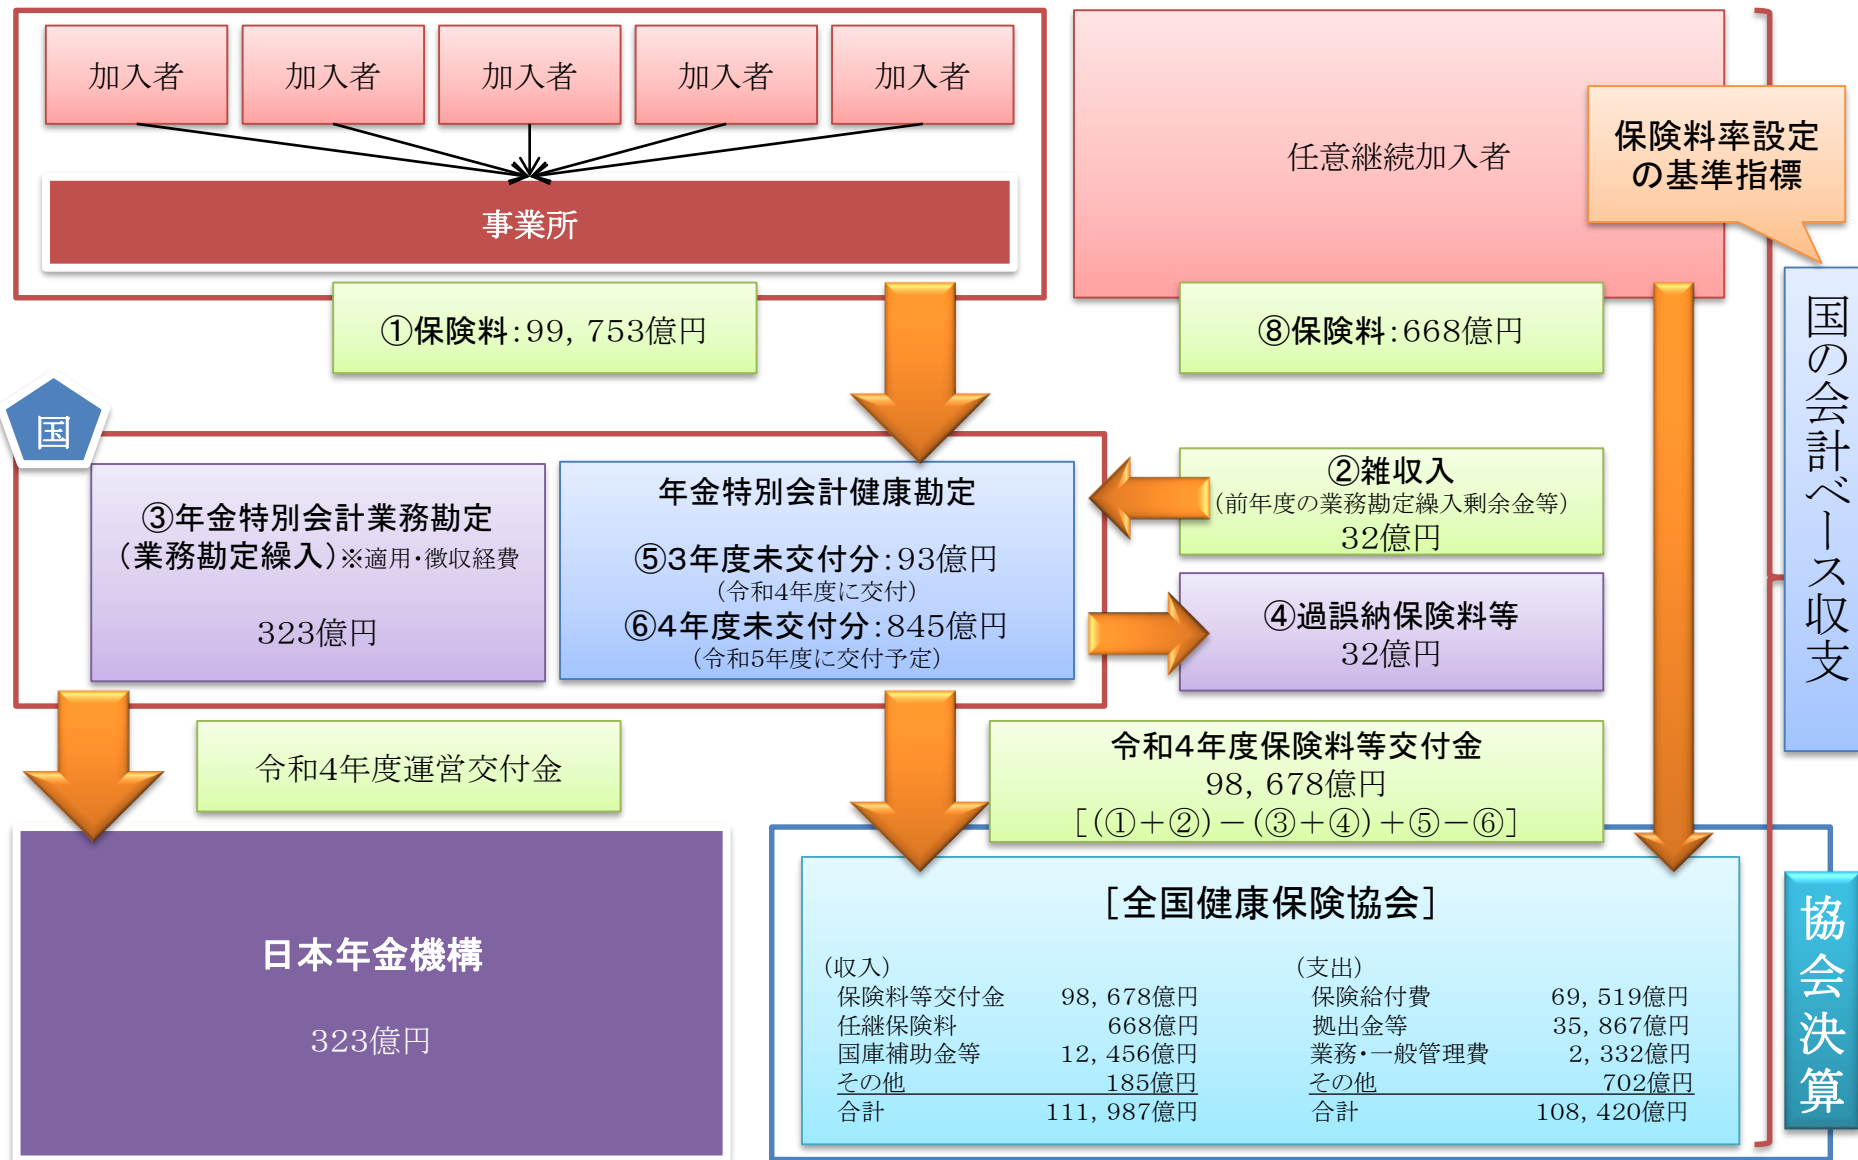 加入者
加入者
加入者
加入者
加入者
事業所
任意継続加入者
保険料率設定
の基準指標
①保険料:99,753億円
⑧保険料:668億円
国の会計ベース収支
国
③年金特別会計業務勘定
(業務勘定繰入)※適用・徴収経費
323億円
年金特別会計健康勘定
⑤3年度未交付分:93億円
(令和4年度に交付)
⑥4年度未交付分:845億円
(令和5年度に交付予定)
②雑収入
(前年度の業務勘定繰入剰余金等)
32億円
④過誤納保険料等
32億円
令和4年度運営交付金
令和4年度保険料等交付金
98,678億円
[(①+②)-(③+④)+⑤-⑥]
日本年金機構
323億円
[全国健康保険協会]
(収入)
保険料等交付金 98,678億円
任継保険料 668億円
国庫補助金等 12,456億円
その他 185億円
合計 111,987億円
(支出)
保険給付費 69,519億円
拠出金等 35,867億円
業務・一般管理費 2,332億円
その他 702億円
合計 108,420億円
協会決算